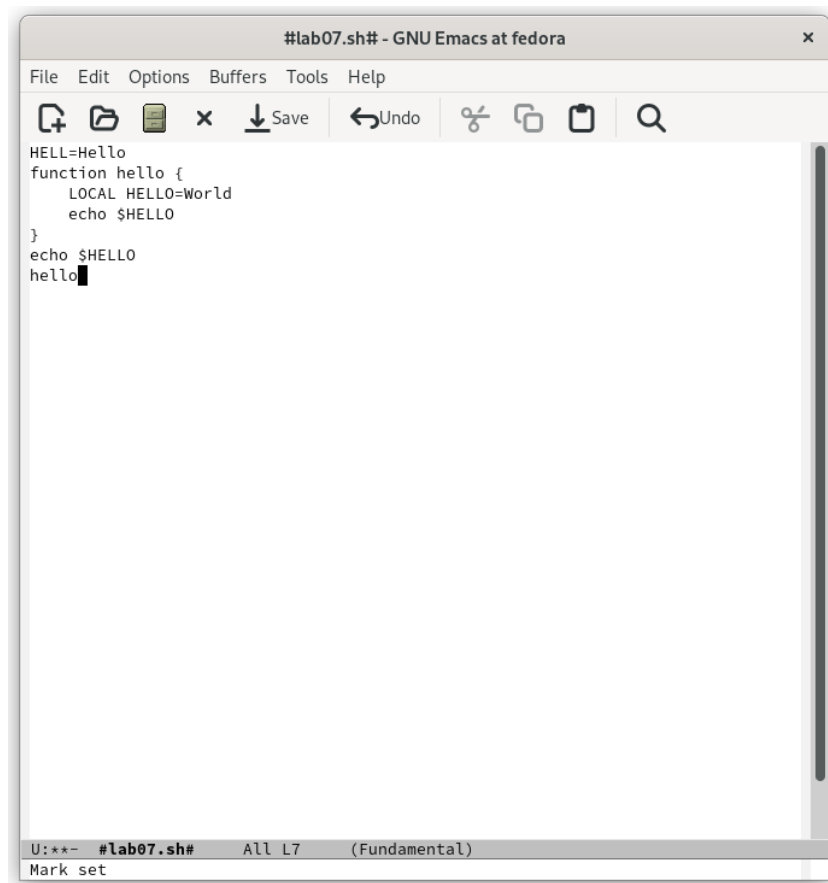 #lab07.sh# - GNU Emacs at fedora
File Edit Options Buffers Tools Help
Save Undo
HELL=Hello
function hello {
    LOCAL HELLO=World
    echo $HELLO
}
echo $HELLO
hello
U:**-  #lab07.sh#     All L7     (Fundamental)
Mark set